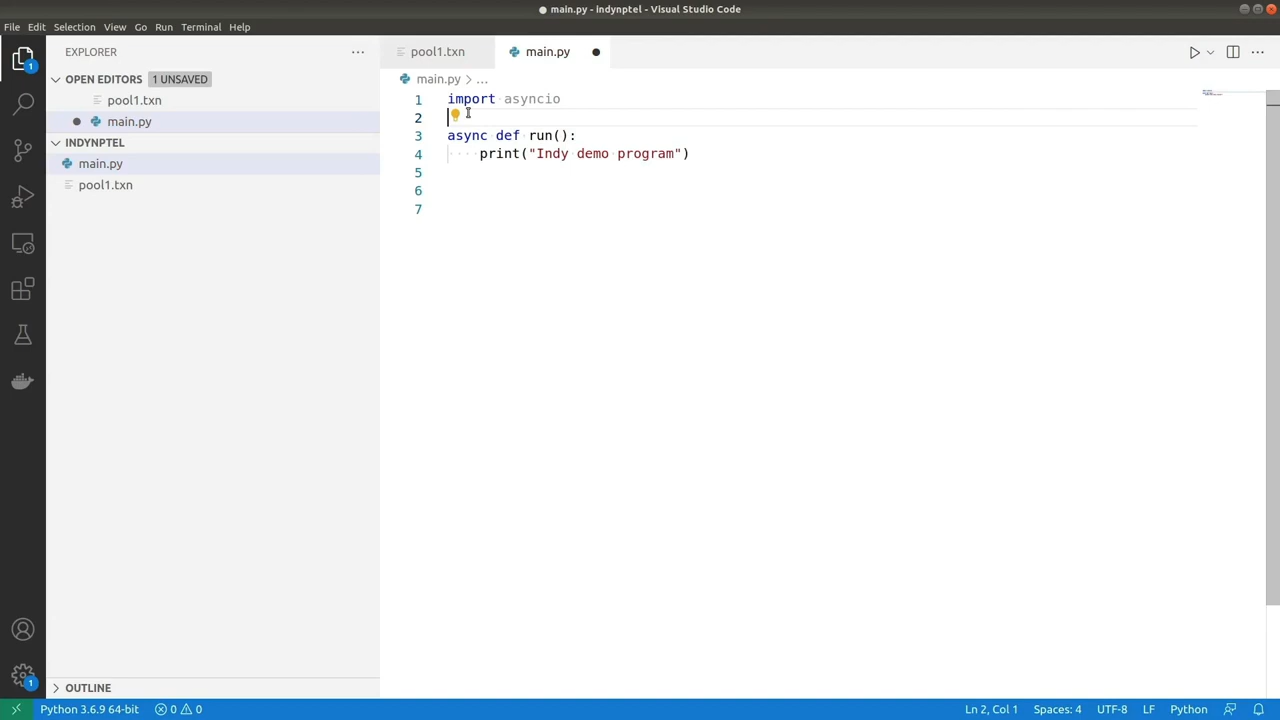 main.py - indynptel - Visual Studio Code
File Edit Selection View Go Run Terminal Help
EXPLORER
OPEN EDITORS 1 UNSAVED
pool1.txn
main.py
INDYNPTEL
main.py
pool1.txn
OUTLINE
pool1.txn main.py
main.py > ...
1 import asyncio
2
3 async def run():
4 print("Indy demo program")
5
6
7
1
1
Python 3.6.9 64-bit 0 0 Ln 2, Col 1 Spaces: 4 UTF-8 LF Python